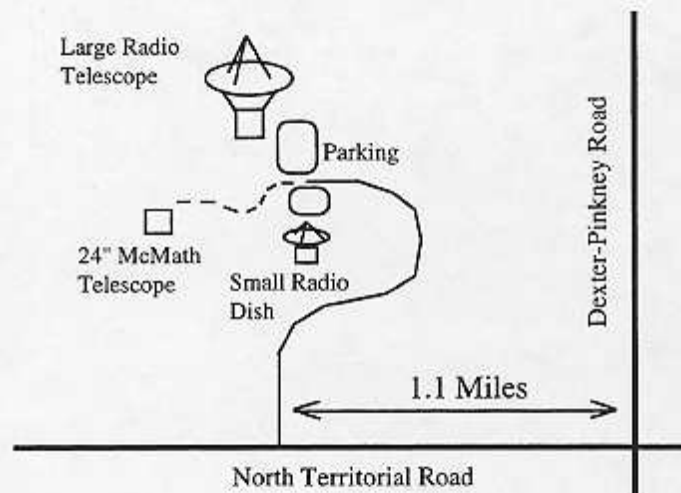 Large Radio
Telescope
Parking
24" McMath
Telescope
Small Radio
Dish
Dexter-Pinkney Road
1.1 Miles
North Territorial Road